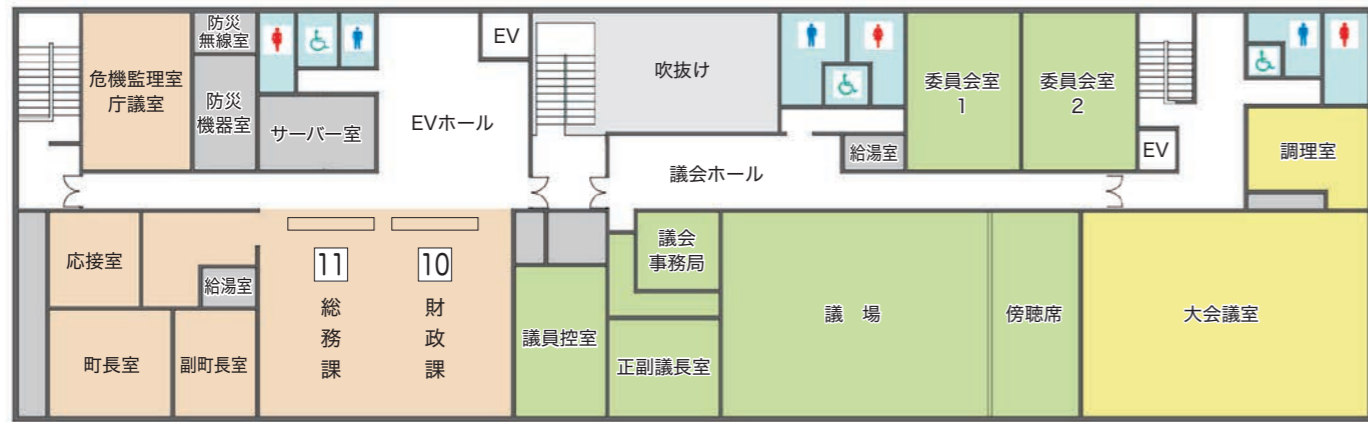 防災
無線室
EV
危機監理室
庁議室
防災
機器室
サーバー室
EVホール
吹抜け
委員会室
1
委員会室
2
給湯室
EV
調理室
議会ホール
応接室
給湯室
町長室
副町長室
11
総務課
10
財政課
議員控室
議会
事務局
正副議長室
議 場
傍聴席
大会議室